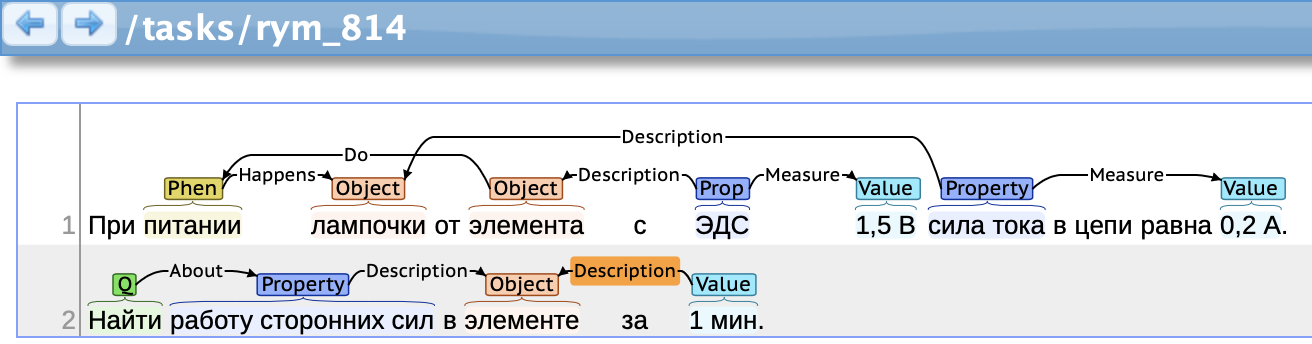 /tasks/rym_814
Description
Do
Phen Happens Object Object Description Prop Measure Value Property Measure Value
1 При питании лампочки от элемента с ЭДС 1,5 В сила тока в цепи равна 0,2 А.
Q About Property Description Object Description Value
2 Найти работу сторонних сил в элементе за 1 мин.